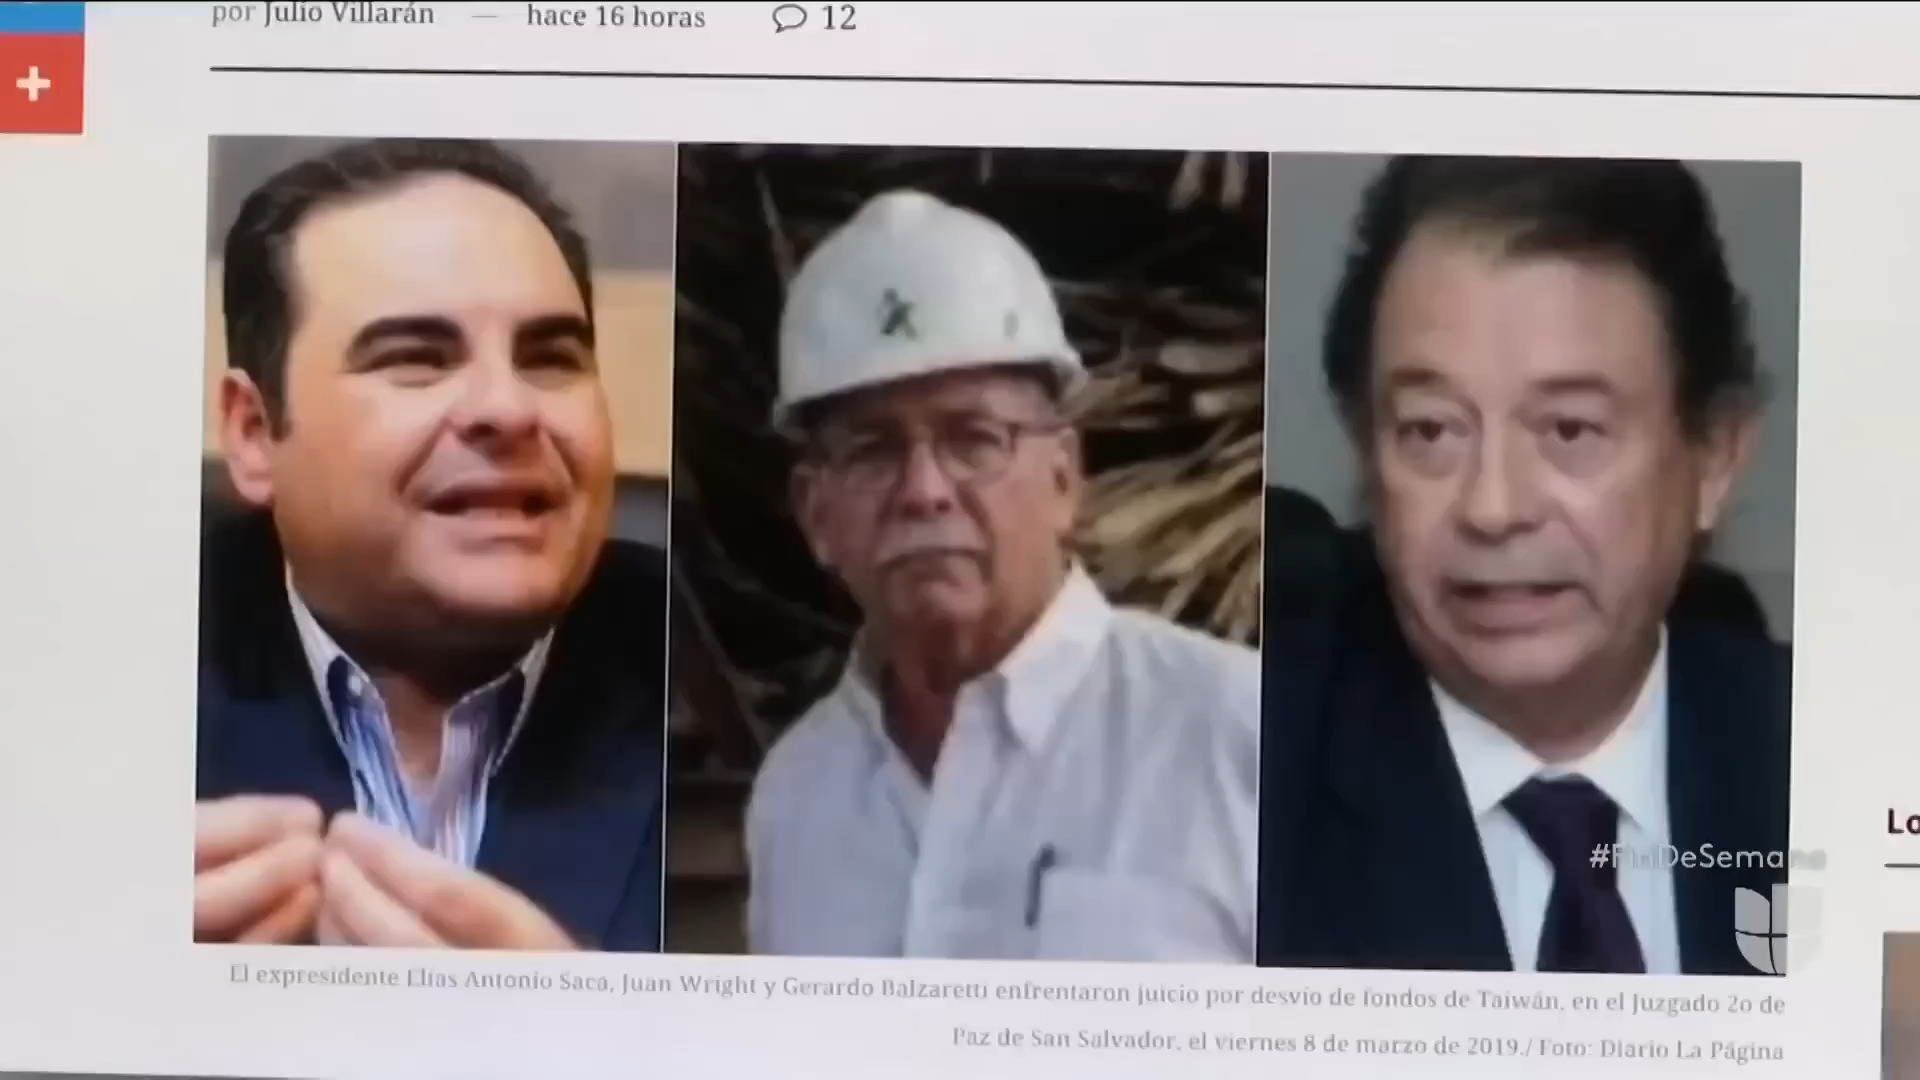 por Julio Villarán — hace 16 horas 12
#FinDeSemana
Lo
El expresidente Elías Antonio Saca, Juan Wright y Gerardo Balzaretti enfrentaron juicio por desvío de fondos de Taiwán, en el Juzgado 2o de
Paz de San Salvador, el viernes 8 de marzo de 2019./ Foto: Diario La Página